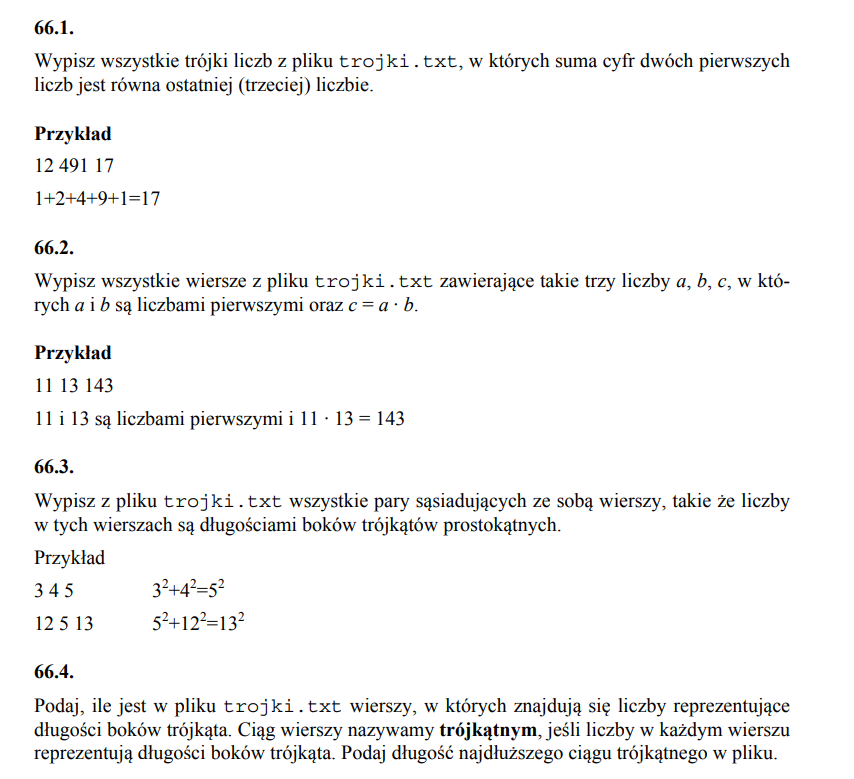 66.1.
Wypisz wszystkie trójki liczb z pliku trojki.txt, w których suma cyfr dwóch pierwszych
liczb jest równa ostatniej (trzeciej) liczbie.
Przykład
12 491 17
1+2+4+9+1=17
66.2.
Wypisz wszystkie wiersze z pliku trojki.txt zawierające takie trzy liczby a, b, c, w któ-
rych a i b są liczbami pierwszymi oraz c = a · b.
Przykład
11 13 143
11 i 13 są liczbami pierwszymi i 11 · 13 = 143
66.3.
Wypisz z pliku trojki.txt wszystkie pary sąsiadujących ze sobą wierszy, takie że liczby
w tych wierszach są długościami boków trójkątów prostokątnych.
Przykład
3 4 5 3²+4²=5²
12 5 13 5²+12²=13²
66.4.
Podaj, ile jest w pliku trojki.txt wierszy, w których znajdują się liczby reprezentujące
długości boków trójkąta. Ciąg wierszy nazywamy trójkątnym, jeśli liczby w każdym wierszu
reprezentują długości boków trójkąta. Podaj długość najdłuższego ciągu trójkątnego w pliku.